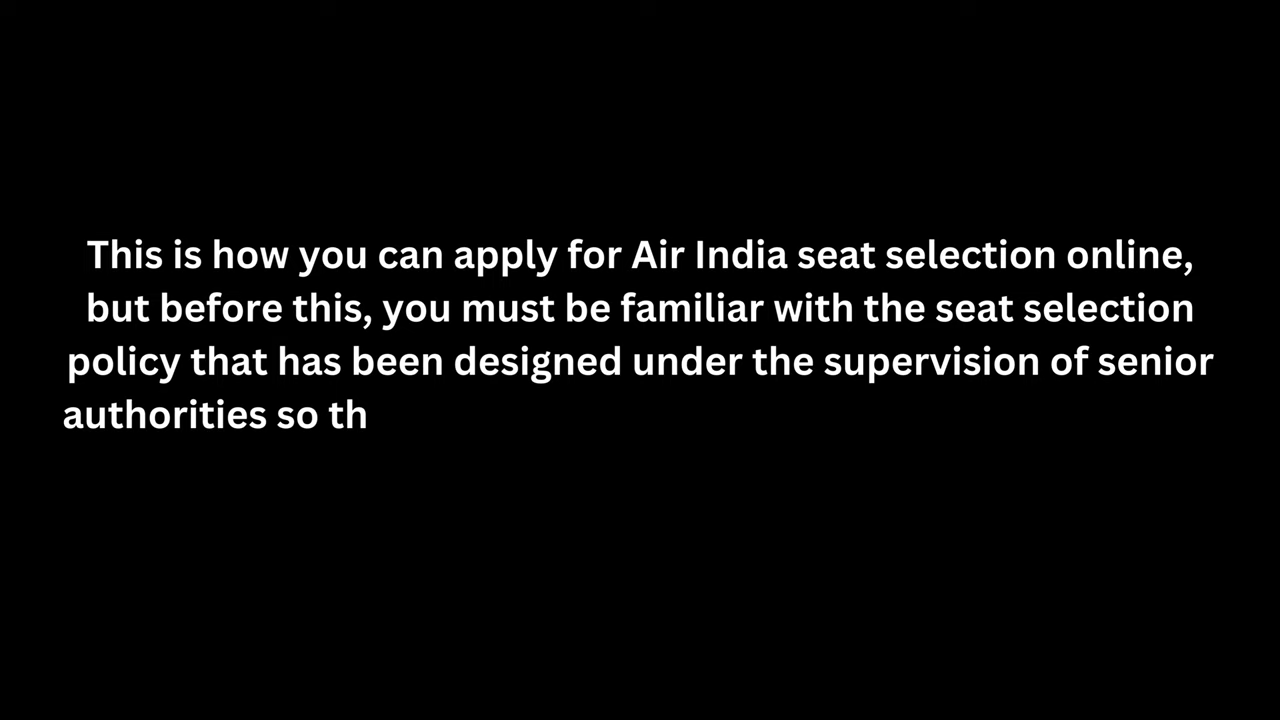 This is how you can apply for Air India seat selection online,
but before this, you must be familiar with the seat selection
policy that has been designed under the supervision of senior
authorities so th